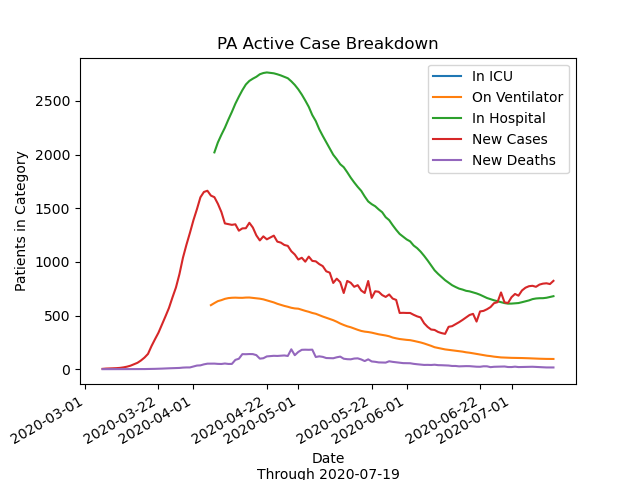 PA Active Case Breakdown
In ICU
On Ventilator
In Hospital
New Cases
New Deaths
Patients in Category
2500
2000
1500
1000
500
0
2020-03-01
2020-03-22
2020-04-01
2020-04-22
2020-05-01
2020-05-22
2020-06-01
2020-06-22
2020-07-01
Date
Through 2020-07-19